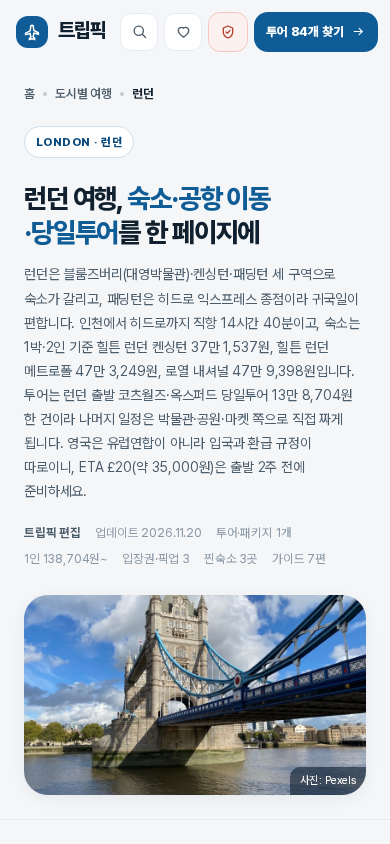 트립픽
투어 84개 찾기 →
홈 • 도시별 여행 • 런던
LONDON · 런던
런던 여행, 숙소·공항 이동
·당일투어를 한 페이지에
런던은 블룸즈버리(대영박물관)·켄싱턴·패딩턴 세 구역으로
숙소가 갈리고, 패딩턴은 히드로 익스프레스 종점이라 귀국일이
편합니다. 인천에서 히드로까지 직항 14시간 40분이고, 숙소는
1박·2인 기준 힐튼 런던 켄싱턴 37만 1,537원, 힐튼 런던
메트로폴 47만 3,249원, 로열 내셔널 47만 9,398원입니다.
투어는 런던 출발 코츠월즈·옥스퍼드 당일투어 13만 8,704원
한 건이라 나머지 일정은 박물관·공원·마켓 쪽으로 직접 짜게
됩니다. 영국은 유럽연합이 아니라 입국과 환급 규정이
따로이니, ETA £20(약 35,000원)은 출발 2주 전에
준비하세요.
트립픽 편집 업데이트 2026.11.20 투어·패키지 1개
1인 138,704원~ 입장권·픽업 3 찐숙소 3곳 가이드 7편
사진: Pexels